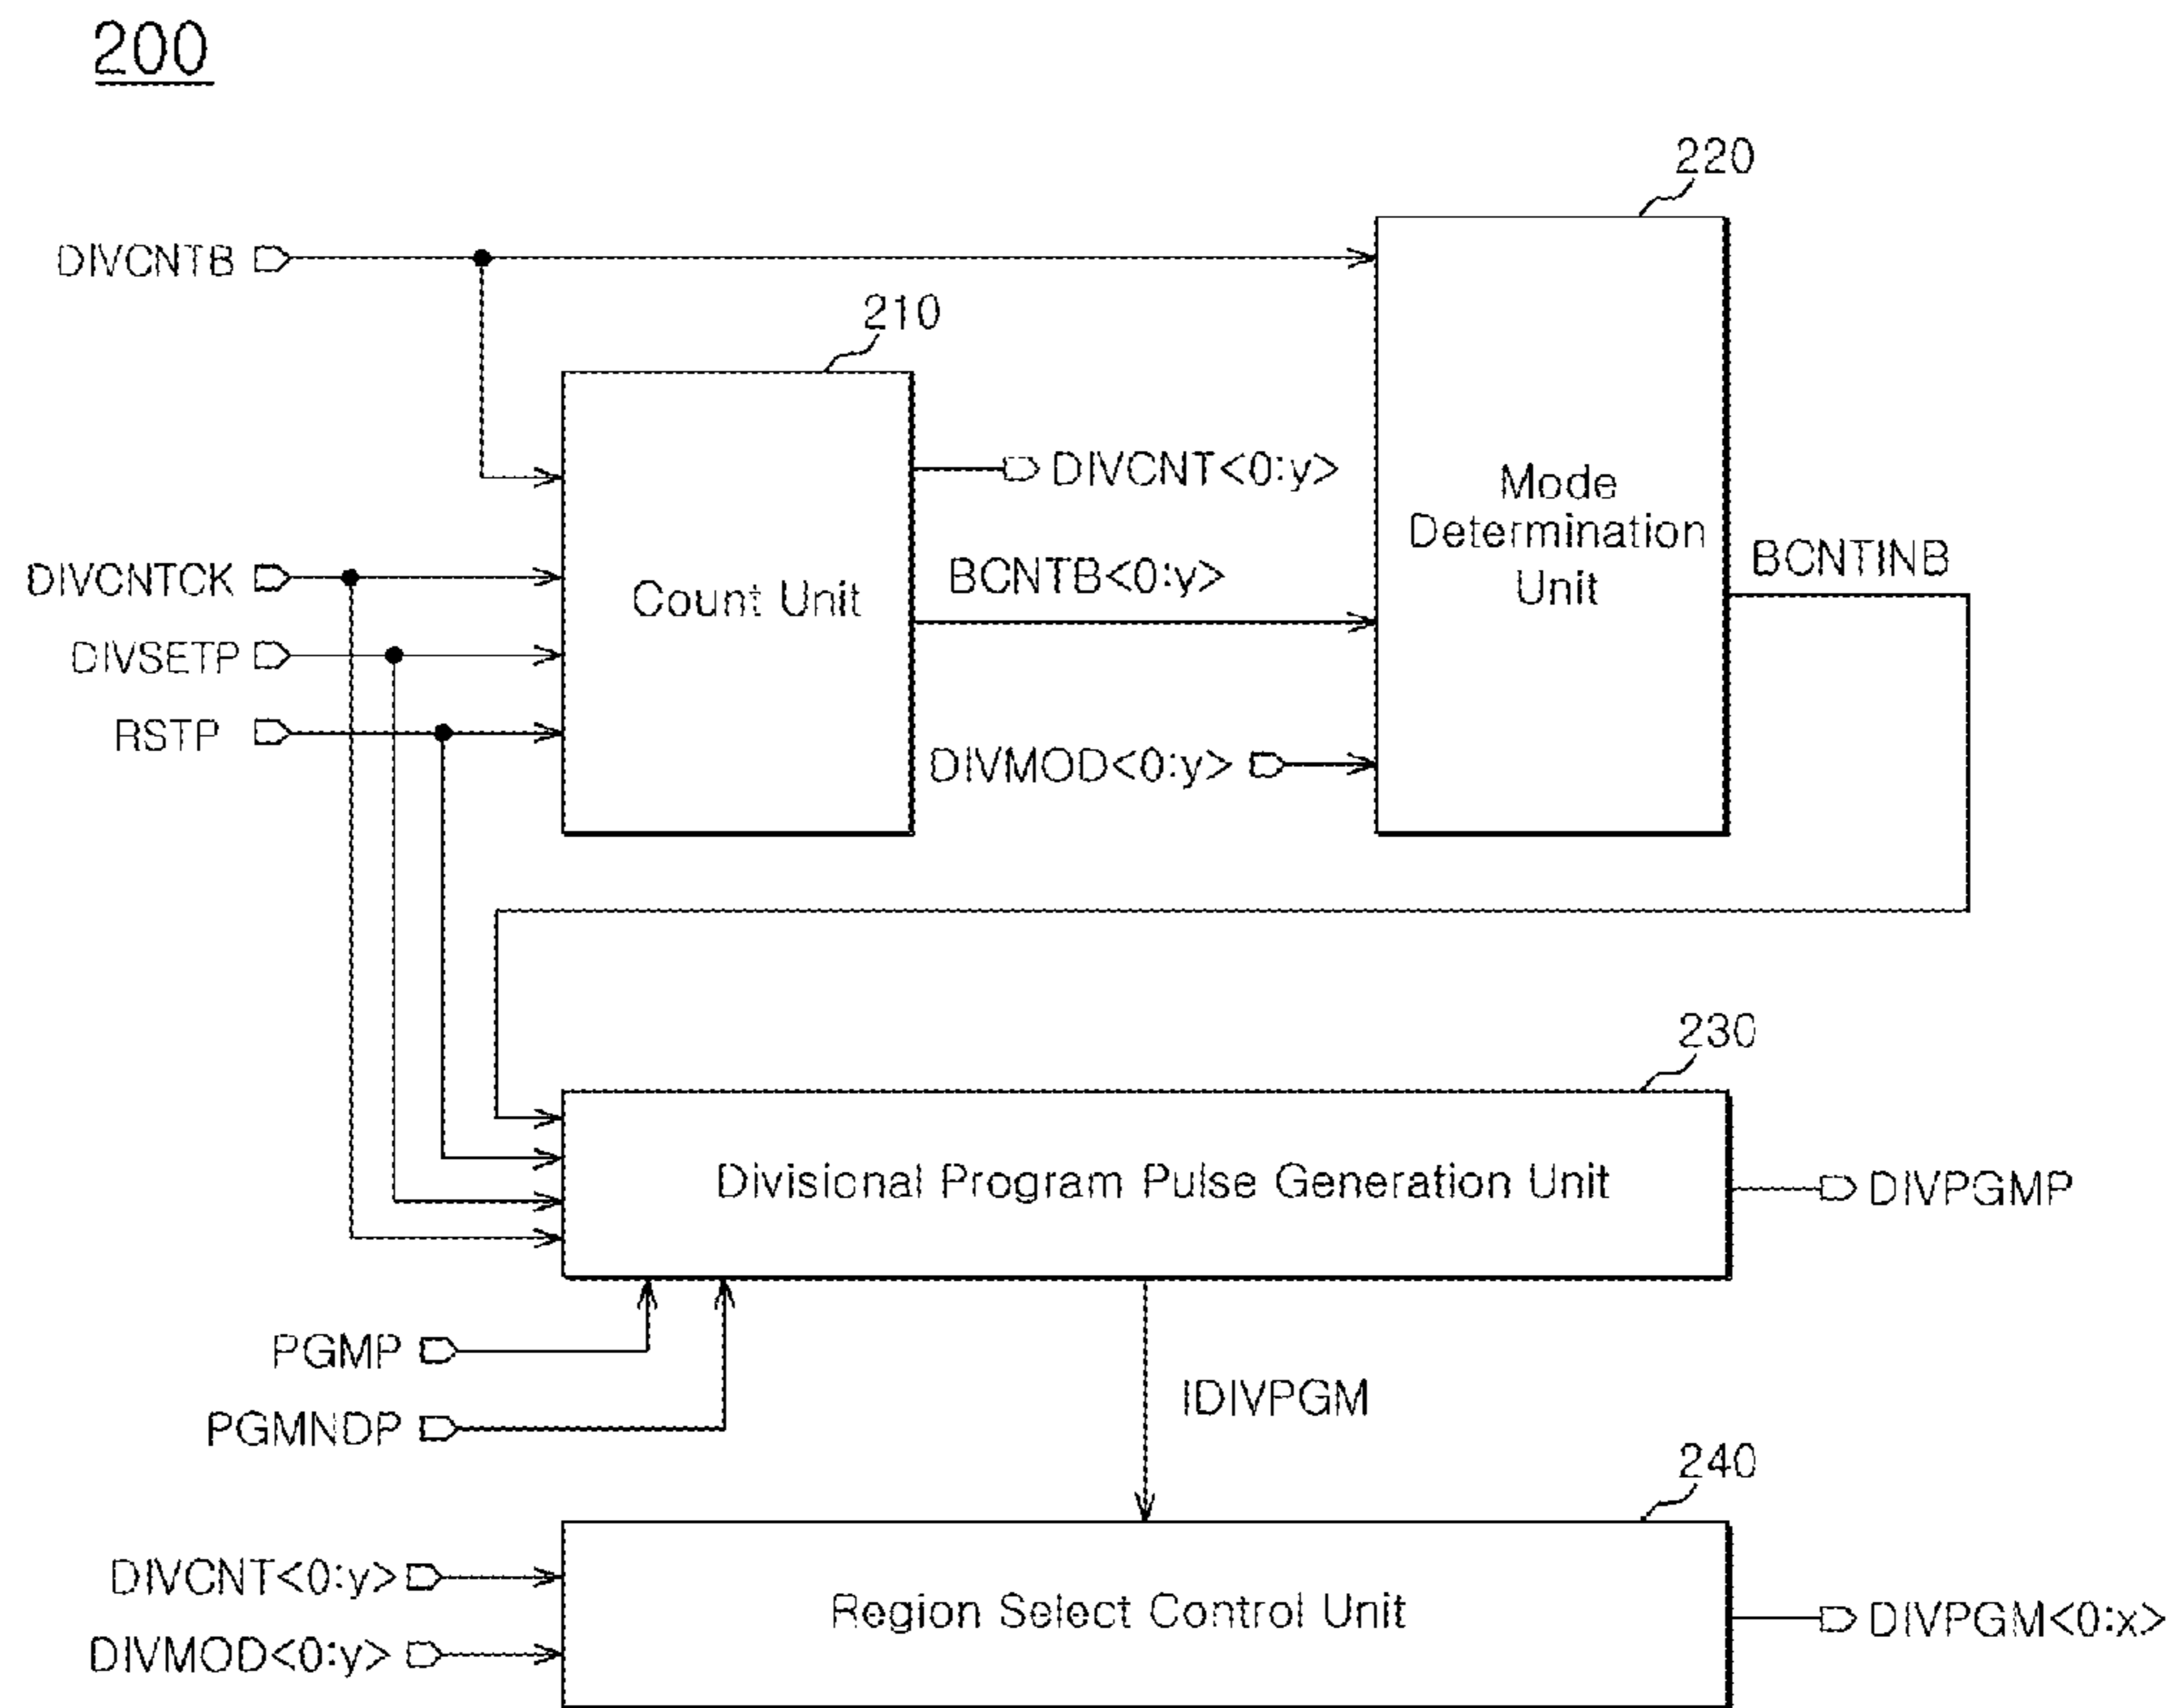 200
220
DIVCNTB
210
DIVCNT<0:y>
Mode
Determination
Unit
BCNTINB
DIVCNTCK
Count Unit
BCNTB<0:y>
DIVSETP
RSTP
DIVMOD<0:y>
230
Divisional Program Pulse Generation Unit
DIVPGMP
PGMP
IDIVPGM
PGMNDP
240
DIVCNT<0:y>
Region Select Control Unit
DIVPGM<0:x>
DIVMOD<0:y>